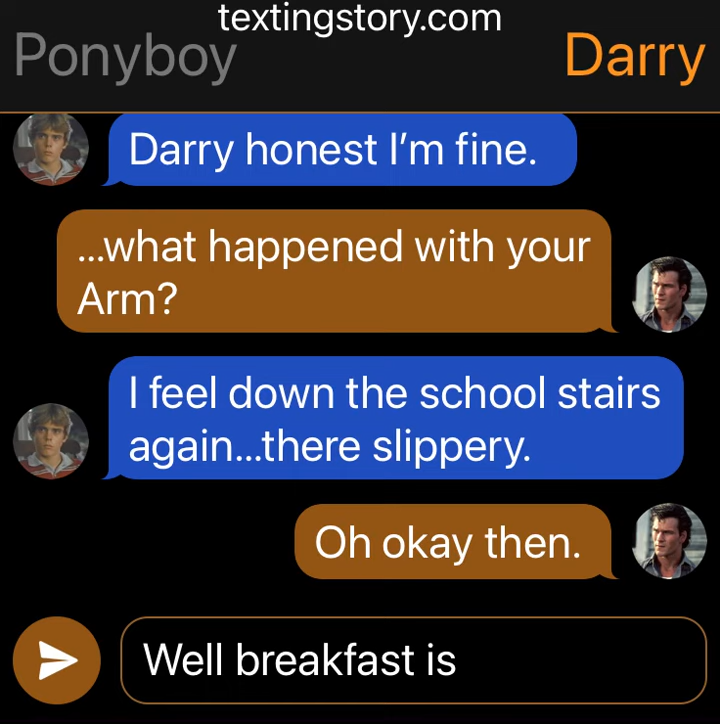 textingstory.com
Ponyboy
Darry
Darry honest I’m fine.
...what happened with your
Arm?
I feel down the school stairs
again...there slippery.
Oh okay then.
Well breakfast is